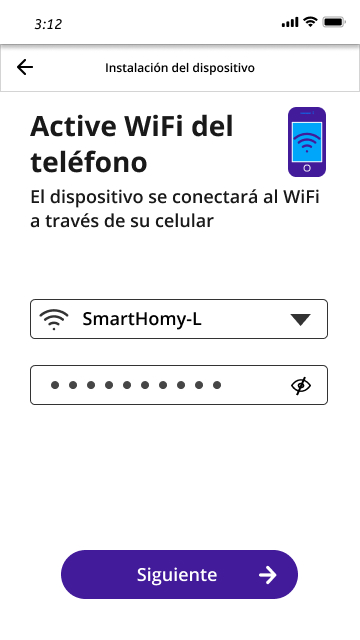 3:12
Instalación del dispositivo
Active WiFi del
teléfono
El dispositivo se conectará al WiFi
a través de su celular
SmartHomy-L
••••••••••
Siguiente